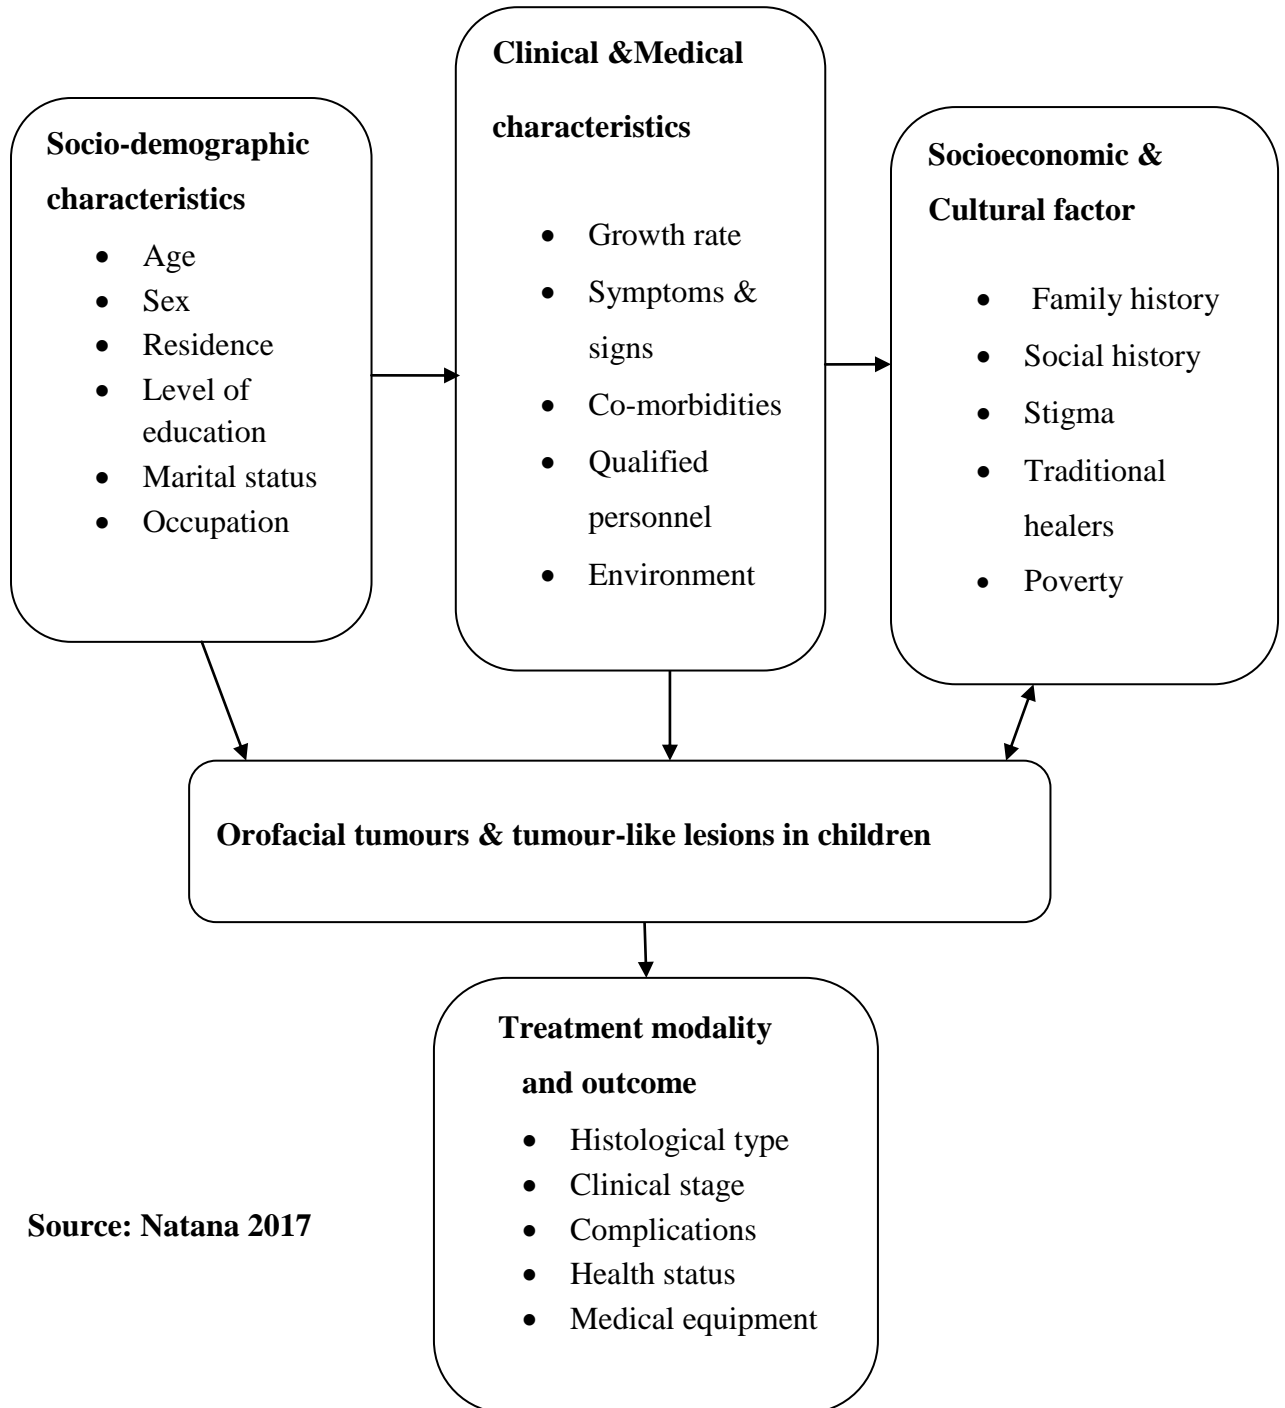 Socio-demographic
characteristics
• Age
• Sex
• Residence
• Level of
education
• Marital status
• Occupation
Clinical &Medical
characteristics
• Growth rate
• Symptoms &
signs
• Co-morbidities
• Qualified
personnel
• Environment
Socioeconomic &
Cultural factor
• Family history
• Social history
• Stigma
• Traditional
healers
• Poverty
Orofacial tumours & tumour-like lesions in children
Treatment modality
and outcome
• Histological type
• Clinical stage
• Complications
• Health status
• Medical equipment
Source: Natana 2017